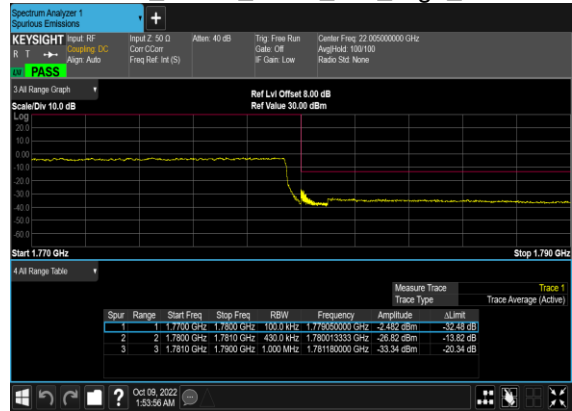 Spectrum Analyzer 1
Spurious Emissions
+
KEYSIGHT Input: RF Input Z: 50 Ω Atten: 40 dB Trig: Free Run Center Freq: 22.005000000 GHz
R T Coupling: DC Corr CCorr Gate: Off Avg|Hold: 100/100
Align: Auto Freq Ref: Int (S) IF Gain: Low Radio Std: None
PASS
3 All Range Graph
Ref Lvl Offset 8.00 dB
Scale/Div 10.0 dB Ref Value 30.00 dBm
Log
20.0
10.0
0.00
-10.0
-20.0
-30.0
-40.0
-50.0
-60.0
Start 1.770 GHz Stop 1.790 GHz
4 All Range Table
Measure Trace Trace 1
Trace Type Trace Average (Active)
Spur Range Start Freq Stop Freq RBW Frequency Amplitude ΔLimit
1 1 1.7700 GHz 1.7800 GHz 100.0 kHz 1.779050000 GHz -2.482 dBm -32.48 dB
2 2 1.7800 GHz 1.7810 GHz 430.0 kHz 1.780013333 GHz -26.82 dBm -13.82 dB
3 3 1.7810 GHz 1.7900 GHz 1.000 MHz 1.781180000 GHz -33.34 dBm -20.34 dB
? Oct 09, 2022
1:53:56 AM